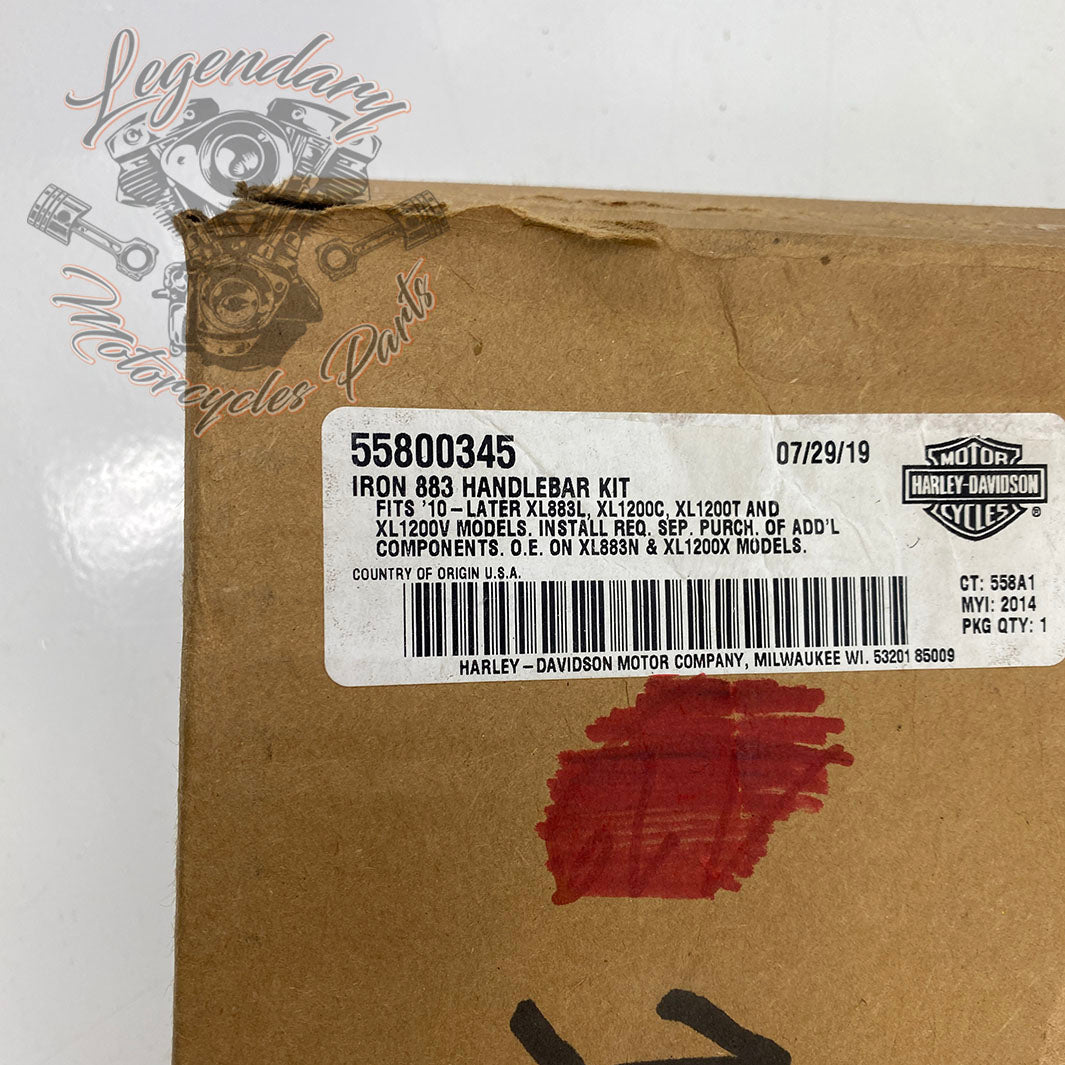 Legendary
Motorcycles Parts
55800345
07/29/19
IRON 883 HANDLEBAR KIT
FITS '10-LATER XL883L, XL1200C, XL1200T AND
XL1200V MODELS. INSTALL REQ. SEP. PURCH. OF ADD'L
COMPONENTS. O.E. ON XL883N & XL1200X MODELS.
MOTOR
HARLEY-DAVIDSON
CYCLES
®
COUNTRY OF ORIGIN U.S.A.
CT: 558A1
MYI: 2014
PKG QTY: 1
HARLEY-DAVIDSON MOTOR COMPANY, MILWAUKEE WI. 53201 85009